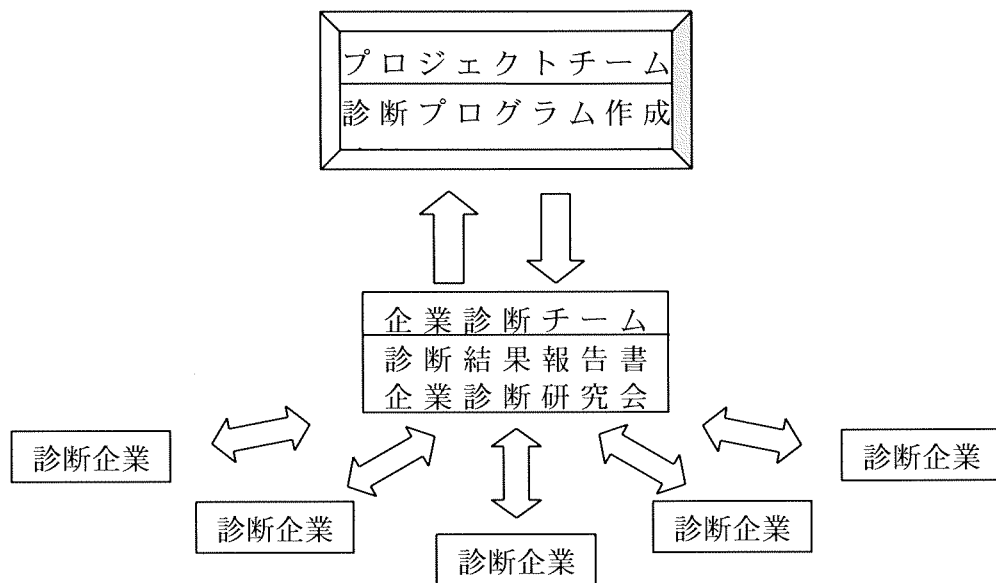 プロジェクトチーム
診断プログラム作成
企業診断チーム
診断結果報告書
企業診断研究会
診断企業
診断企業
診断企業
診断企業
診断企業